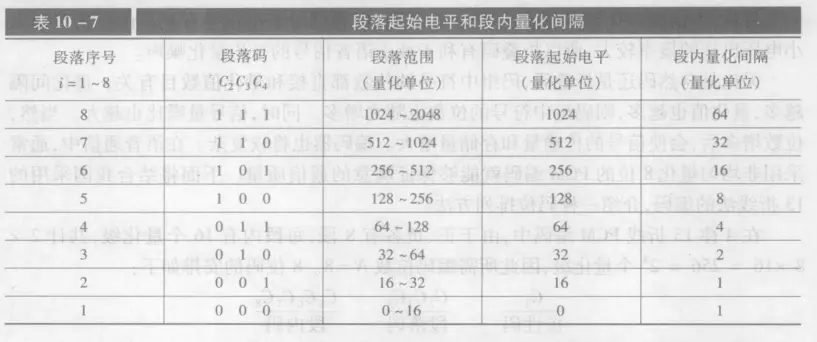 表 10-7 段落起始电平和段内量化间隔
段落序号 段落码 段落范围 段落起始电平 段内量化间隔
i=1~8 C₂C₃C₄ (量化单位) (量化单位) (量化单位)
8 1 1 1 1024~2048 1024 64
7 1 1 0 512~1024 512 32
6 1 0 1 256~512 256 16
5 1 0 0 128~256 128 8
4 0 1 1 64~128 64 4
3 0 1 0 32~64 32 2
2 0 0 1 16~32 16 1
1 0 0 0 0~16 0 1